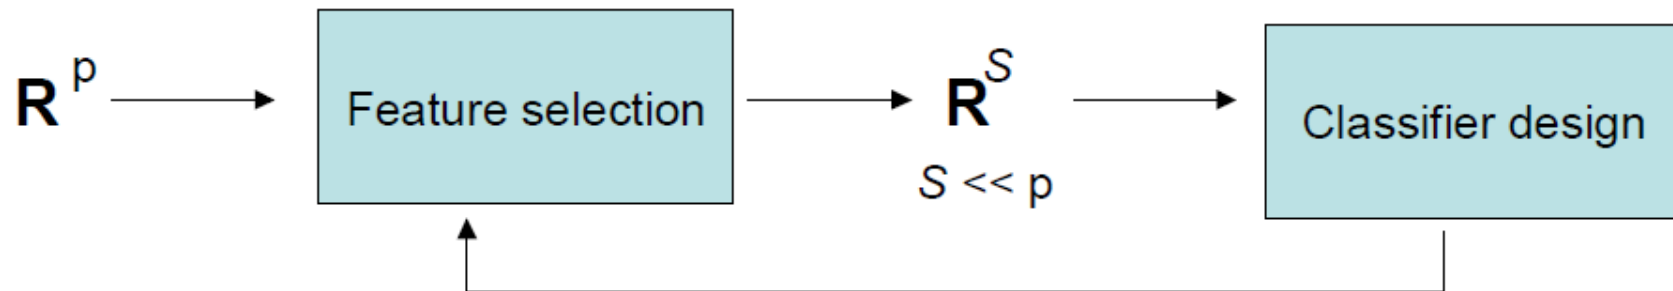 R p
Feature selection
R S
S << p
Classifier design